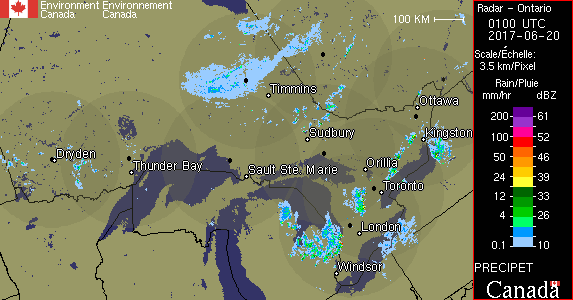 Environment Environnement
Canada Canada
100 KM
Timmins
Ottawa
Sudbury
Kingston
Dryden
Thunder Bay
Sault Ste. Marie
Orillia
Toronto
London
Windsor
Radar - Ontario
0100 UTC
2017-06-20
Scale/Échelle:
3.5 km/Pixel
Rain/Pluie
mm/hr dBZ
200 61
100 52
50 46
24 39
12 33
4 26
0.1 10
PRECIPET
Canada